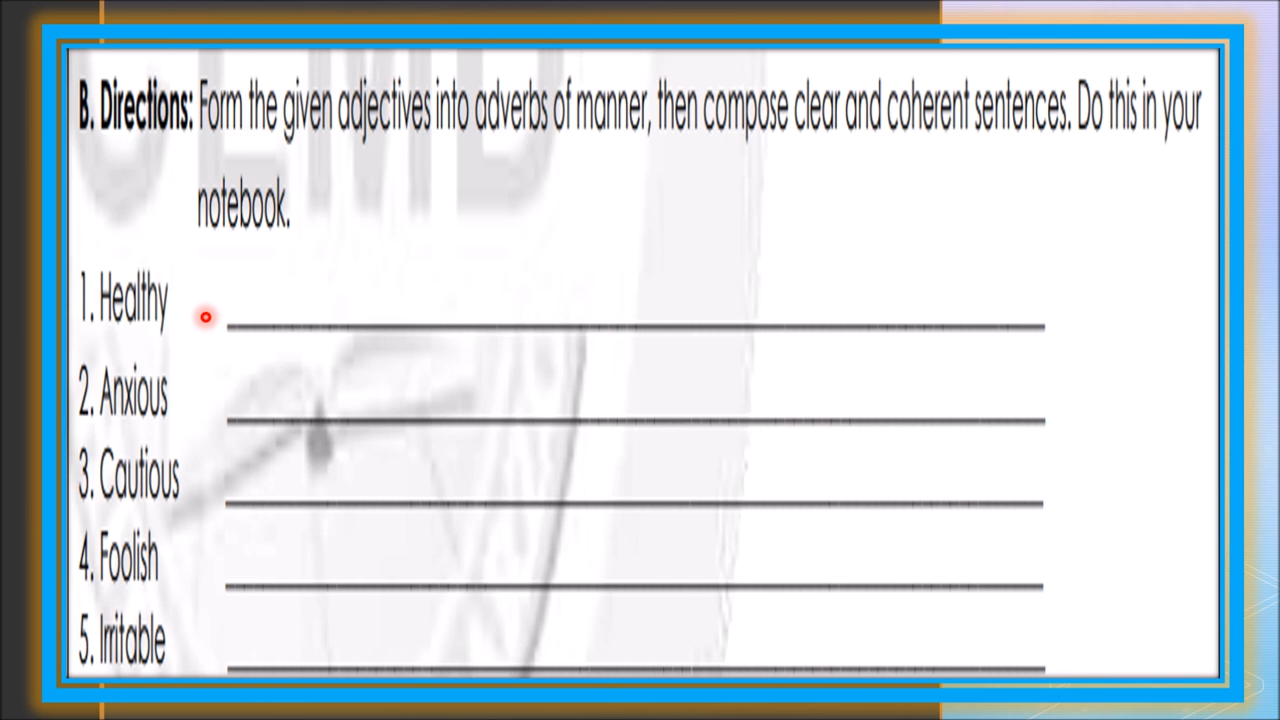 B. Directions: Form the given adjectives into adverbs of manner, then compose clear and coherent sentences. Do this in your
notebook.
1. Healthy
2. Anxious
3. Cautious
4. Foolish
5. Irritable